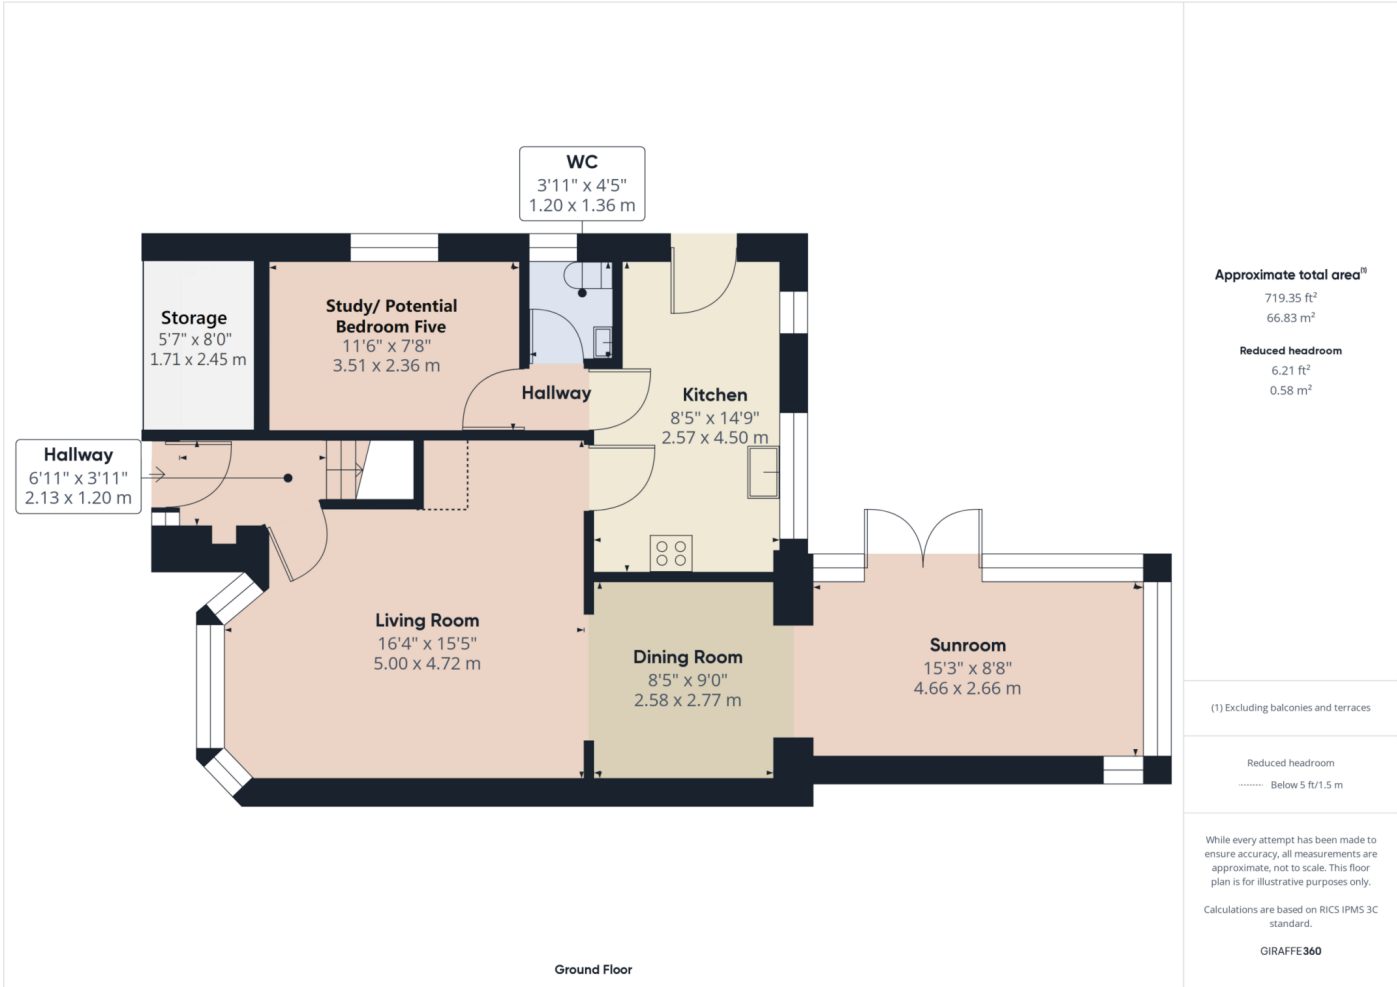 WC
3'11" x 4'5"
1.20 x 1.36 m
Storage
5'7" x 8'0"
1.71 x 2.45 m
Study/ Potential
Bedroom Five
11'6" x 7'8"
3.51 x 2.36 m
Hallway
Kitchen
8'5" x 14'9"
2.57 x 4.50 m
Hallway
6'11" x 3'11"
2.13 x 1.20 m
Living Room
16'4" x 15'5"
5.00 x 4.72 m
Dining Room
8'5" x 9'0"
2.58 x 2.77 m
Sunroom
15'3" x 8'8"
4.66 x 2.66 m
Ground Floor
Approximate total area(1)
719.35 ft²
66.83 m²
Reduced headroom
6.21 ft²
0.58 m²
(1) Excluding balconies and terraces
Reduced headroom
Below 5 ft/1.5 m
While every attempt has been made to
ensure accuracy, all measurements are
approximate, not to scale. This floor
plan is for illustrative purposes only.
Calculations are based on RICS IPMS 3C
standard.
GIRAFFE360